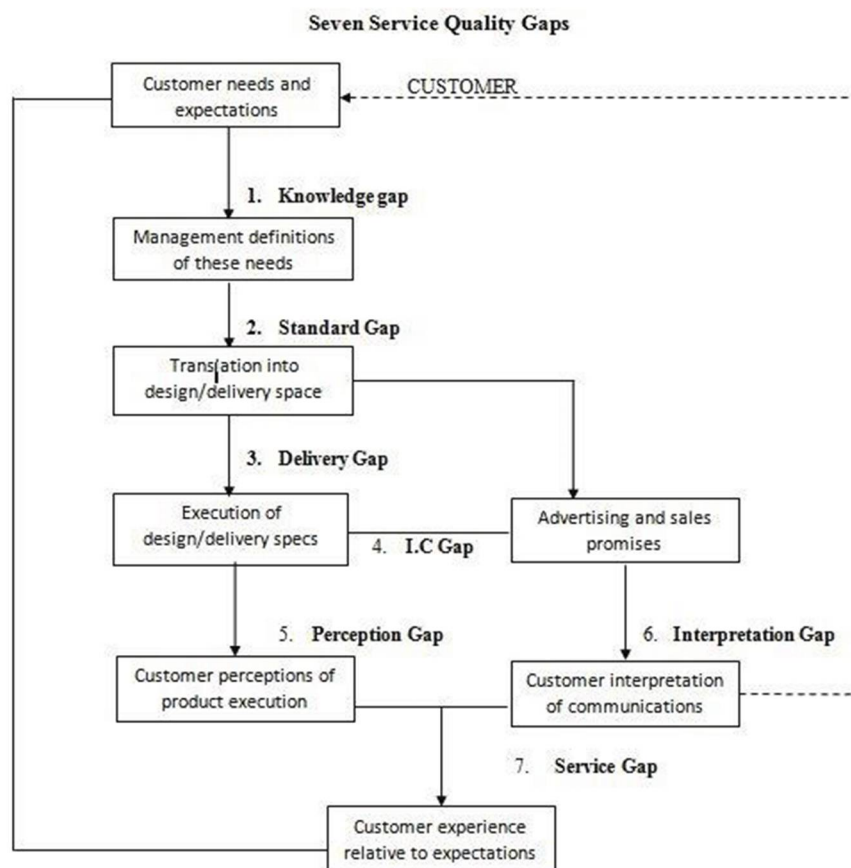 Seven Service Quality Gaps
Customer needs and
expectations
CUSTOMER
1. Knowledge gap
Management definitions
of these needs
2. Standard Gap
Translation into
design/delivery space
3. Delivery Gap
Execution of
design/delivery specs
Advertising and sales
promises
4. I.C Gap
5. Perception Gap
6. Interpretation Gap
Customer perceptions of
product execution
Customer interpretation
of communications
7. Service Gap
Customer experience
relative to expectations